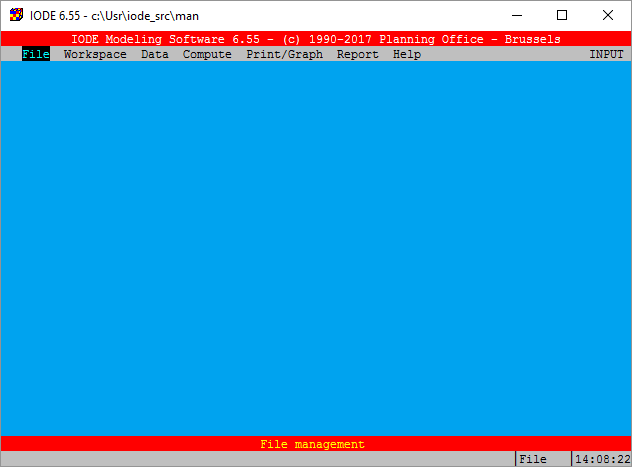 IODE 6.55 - c:\Usr\iode_src\man
IODE Modeling Software 6.55 - (c) 1990-2017 Planning Office - Brussels
File Workspace Data Compute Print/Graph Report Help INPUT
File management
File 14:08:22